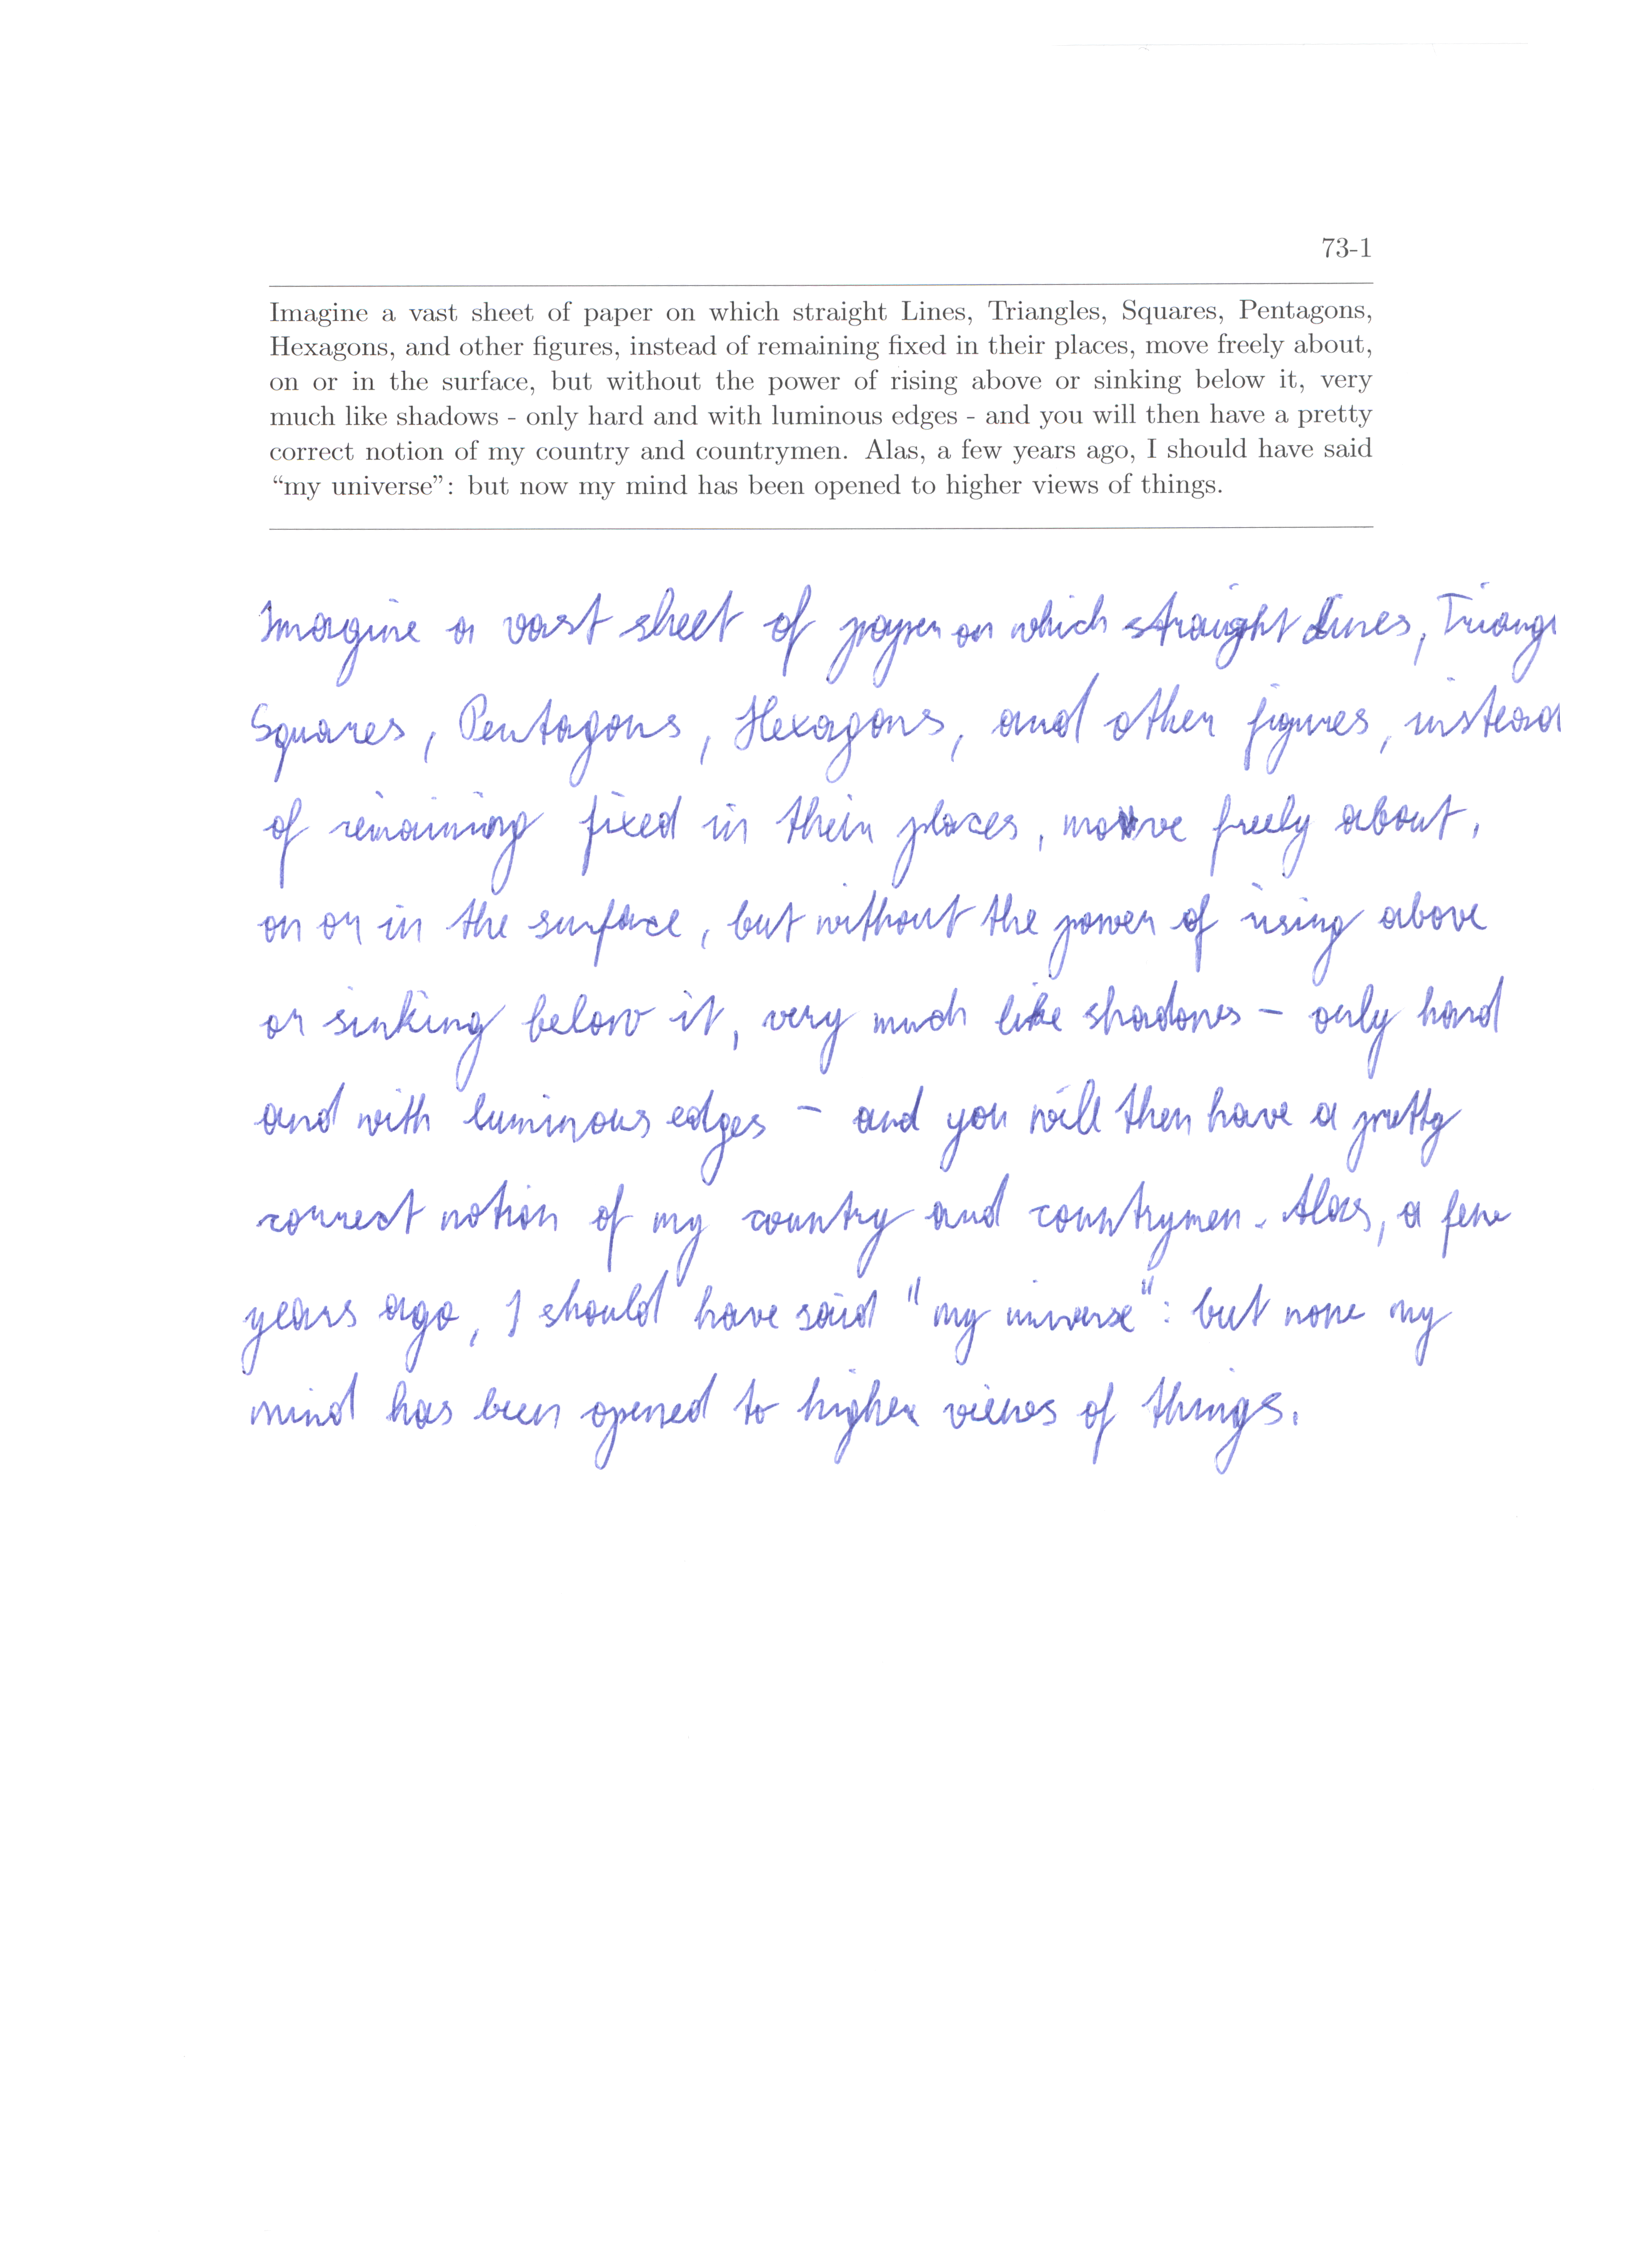 73-1
Imagine a vast sheet of paper on which straight Lines, Triangles, Squares, Pentagons,
Hexagons, and other figures, instead of remaining fixed in their places, move freely about,
on or in the surface, but without the power of rising above or sinking below it, very
much like shadows - only hard and with luminous edges - and you will then have a pretty
correct notion of my country and countrymen. Alas, a few years ago, I should have said
“my universe”: but now my mind has been opened to higher views of things.
Imagine a vast sheet of paper on which straight Lines, Triang
Squares, Pentagons, Hexagons, and other figures, instead
of remaining fixed in their places, move freely about,
on or in the surface, but without the power of rising above
or sinking below it, very much like shadows - only hard
and with luminous edges - and you will then have a pretty
correct notion of my country and countrymen. Alas, a few
years ago, I should have said "my universe": but now my
mind has been opened to higher views of things.